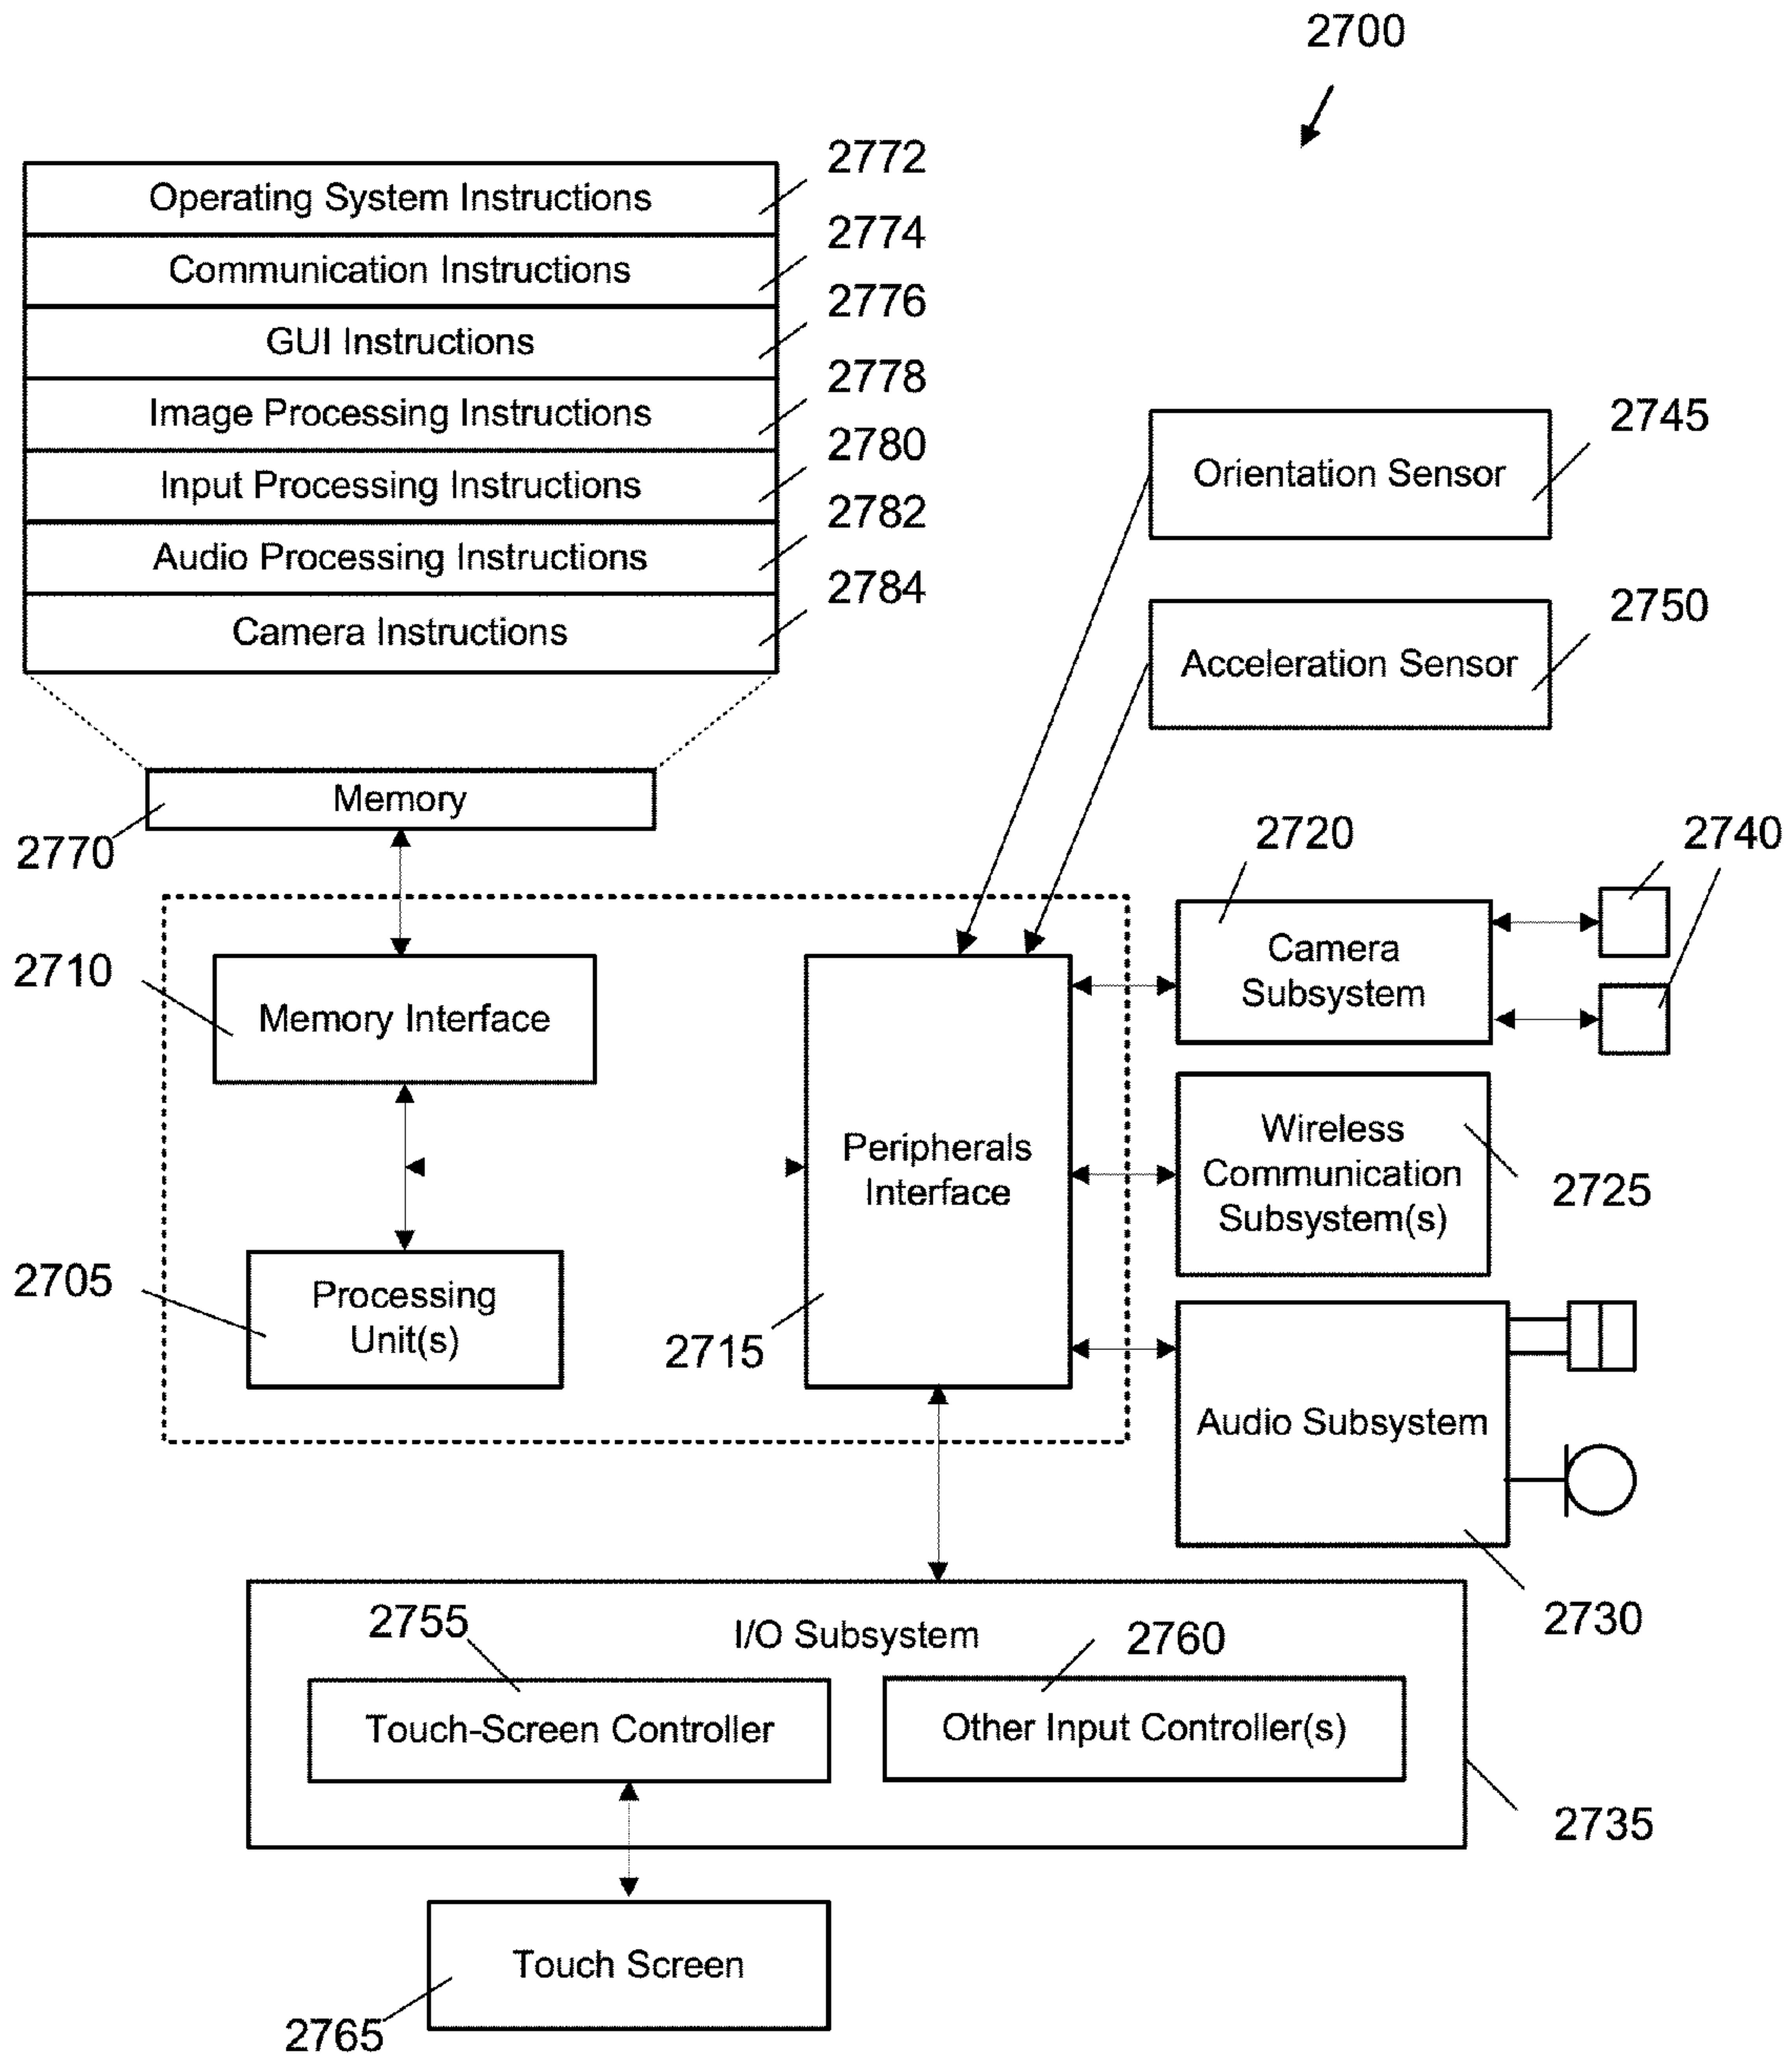 2700
2772
Operating System Instructions
2774
Communication Instructions
2776
GUI Instructions
2778
Image Processing Instructions
2780
Input Processing Instructions
2782
Audio Processing Instructions
2784
Camera Instructions
2745
Orientation Sensor
2750
Acceleration Sensor
Memory
2770
2720
2740
Camera
Subsystem
2710
Memory Interface
Peripherals
Interface
2715
Wireless
Communication
Subsystem(s)
2725
2705
Processing
Unit(s)
Audio Subsystem
2730
I/O Subsystem
2755
Touch-Screen Controller
2760
Other Input Controller(s)
2735
Touch Screen
2765